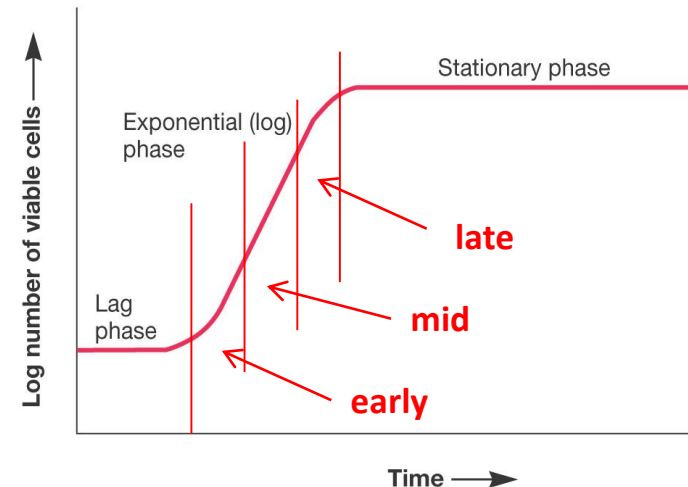 Stationary phase
Exponential (log)
phase
late
Lag
phase
mid
early
Log number of viable cells
Time